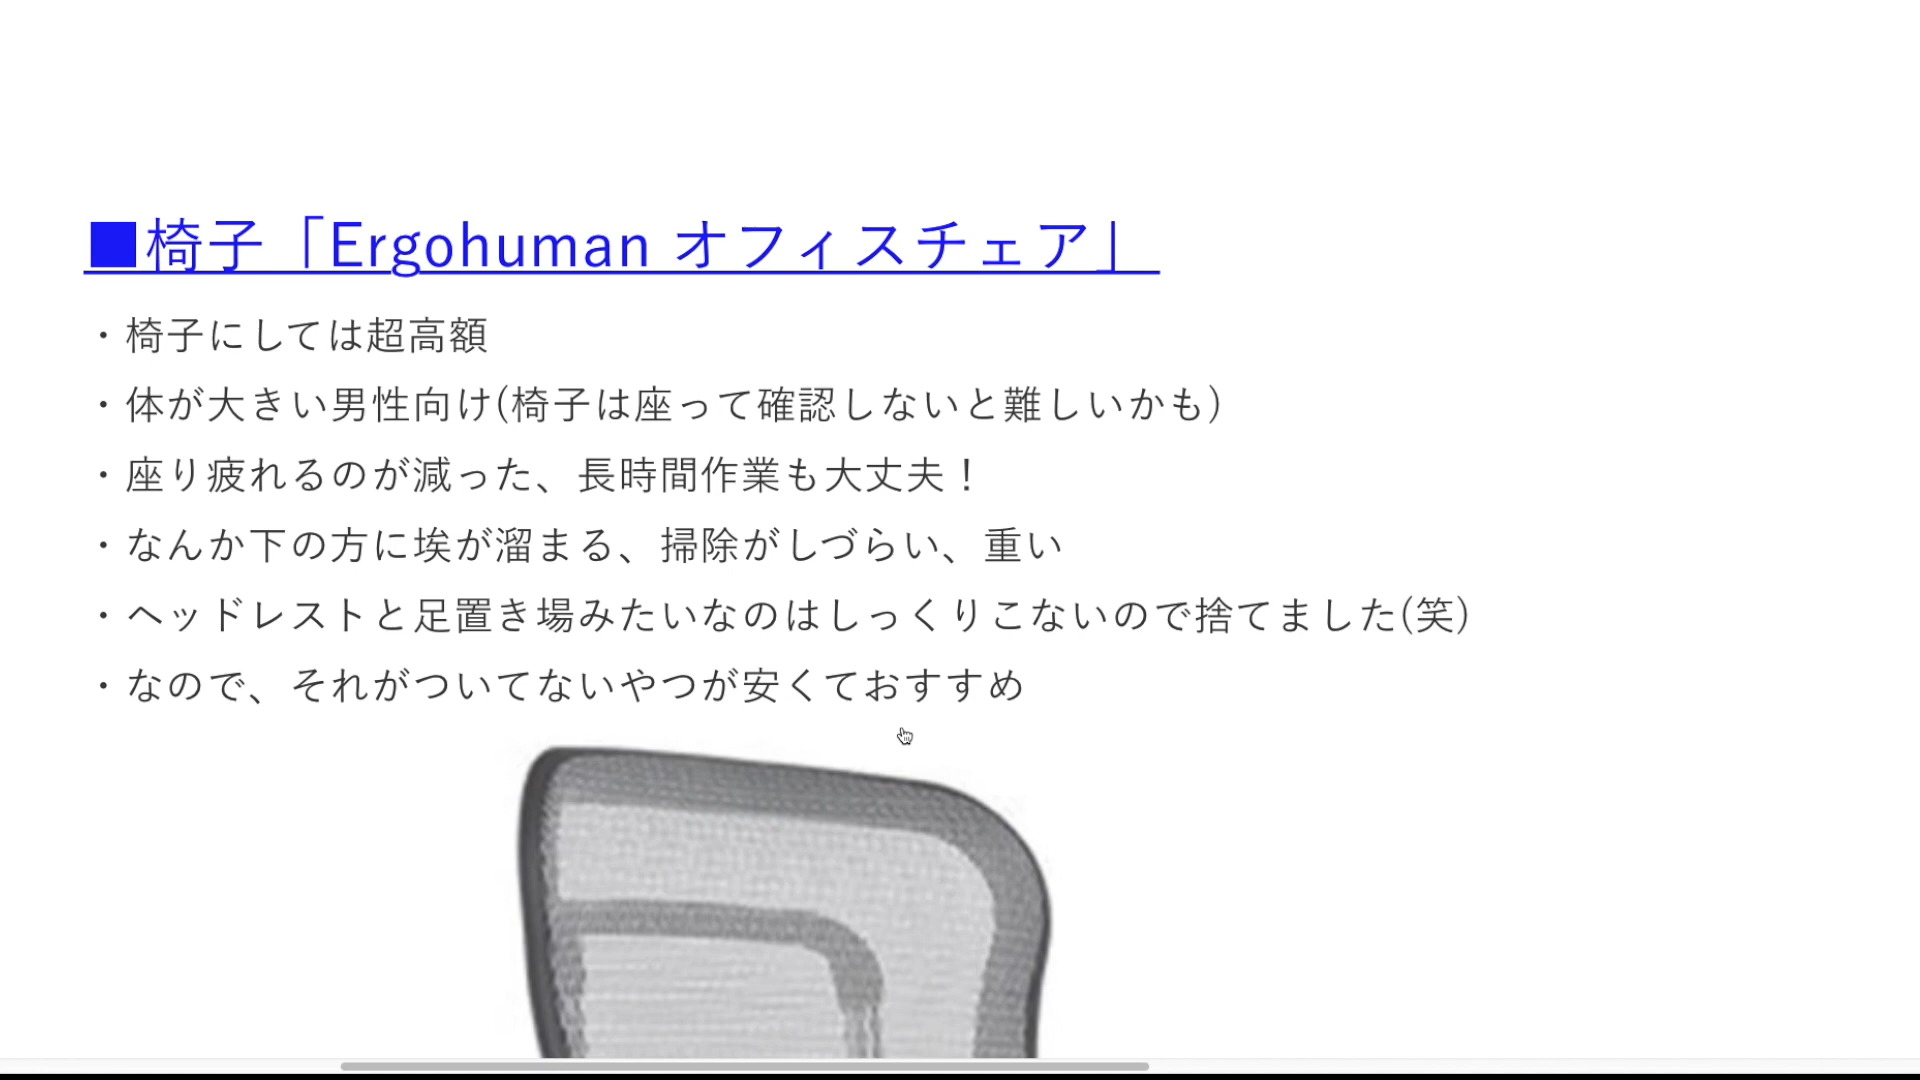 ■椅子「Ergohuman オフィスチェア」
・椅子にしては超高額
・体が大きい男性向け(椅子は座って確認しないと難しいかも)
・座り疲れるのが減った、長時間作業も大丈夫！
・なんか下の方に埃が溜まる、掃除がしづらい、重い
・ヘッドレストと足置き場みたいなのはしっくりこないので捨てました(笑)
・なので、それがついてないやつが安くておすすめ